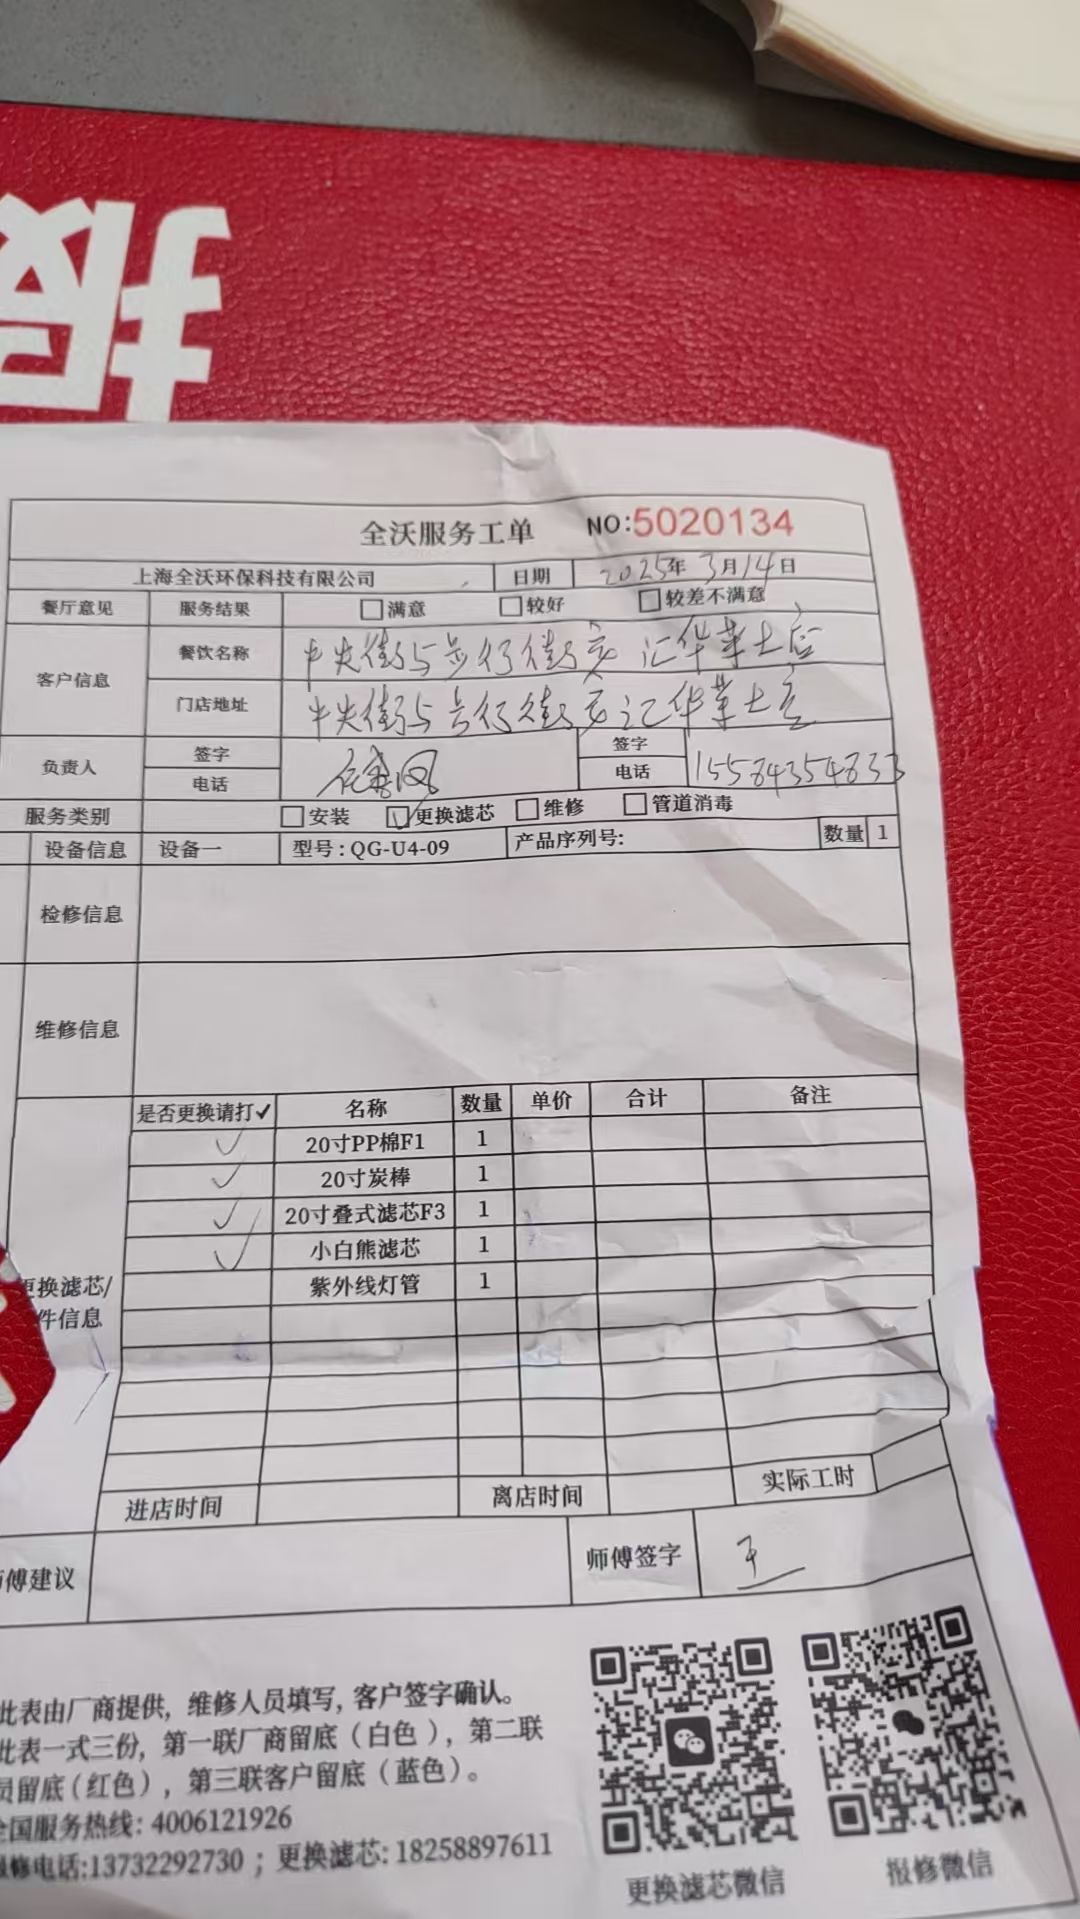 报
全沃服务工单 NO:5020134
上海全沃环保科技有限公司 日期 2025年3月14日
餐厅意见 服务结果 满意 较好 较差不满意
客户信息 餐饮名称 中央街与步行街交汇华莱士店
门店地址 中央街与步行街交汇华莱士店
负责人 签字 签字
电话 凤 电话 15584354833
服务类别 安装 更换滤芯 维修 管道消毒
设备信息 设备一 型号:QG-U4-09 产品序列号: 数量 1
检修信息
维修信息
是否更换请打✓ 名称 数量 单价 合计 备注
✓ 20寸PP棉F1 1
✓ 20寸炭棒 1
✓ 20寸叠式滤芯F3 1
✓ 小白熊滤芯 1
紫外线灯管 1
更换滤芯/
件信息
进店时间 离店时间 实际工时
傅建议 师傅签字 王
此表由厂商提供，维修人员填写，客户签字确认。
此表一式三份，第一联厂商留底（白色），第二联
员留底（红色），第三联客户留底（蓝色）。
全国服务热线: 4006121926
报修电话:13732292730 ; 更换滤芯: 18258897611
更换滤芯微信 报修微信